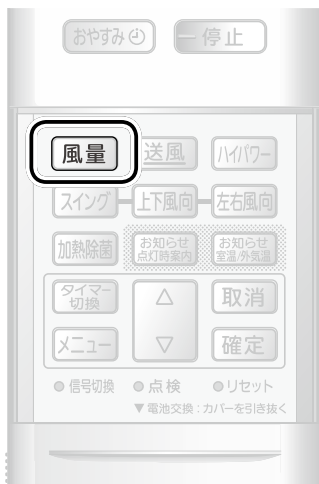 おやすみ 停止
風量 送風 ハイパワー
スイング 上下風向 左右風向
加熱除菌 お知らせ 点灯時案内 お知らせ 室温/外気温
タイマー 切換 △ 取消
メニュー ▽ 確定
信号切換 点検 リセット
▼電池交換:カバーを引き抜く